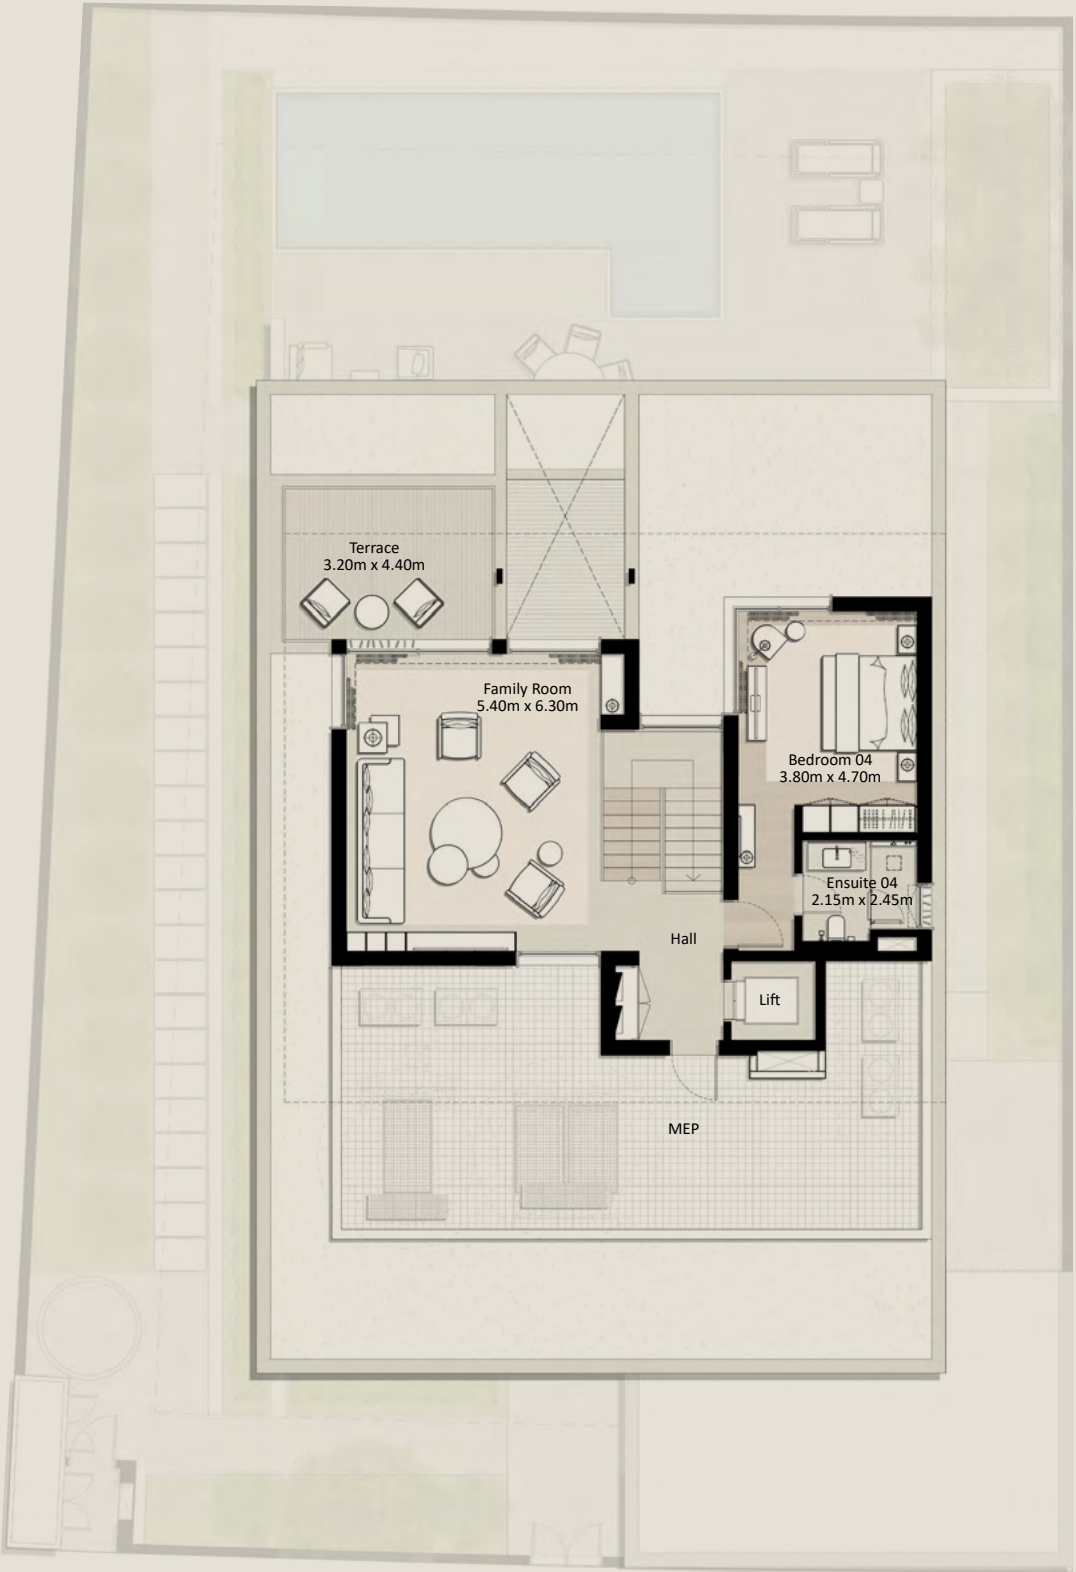 Terrace
3.20m x 4.40m
Family Room
5.40m x 6.30m
Bedroom 04
3.80m x 4.70m
Ensuite 04
2.15m x 2.45m
Hall
Lift
MEP